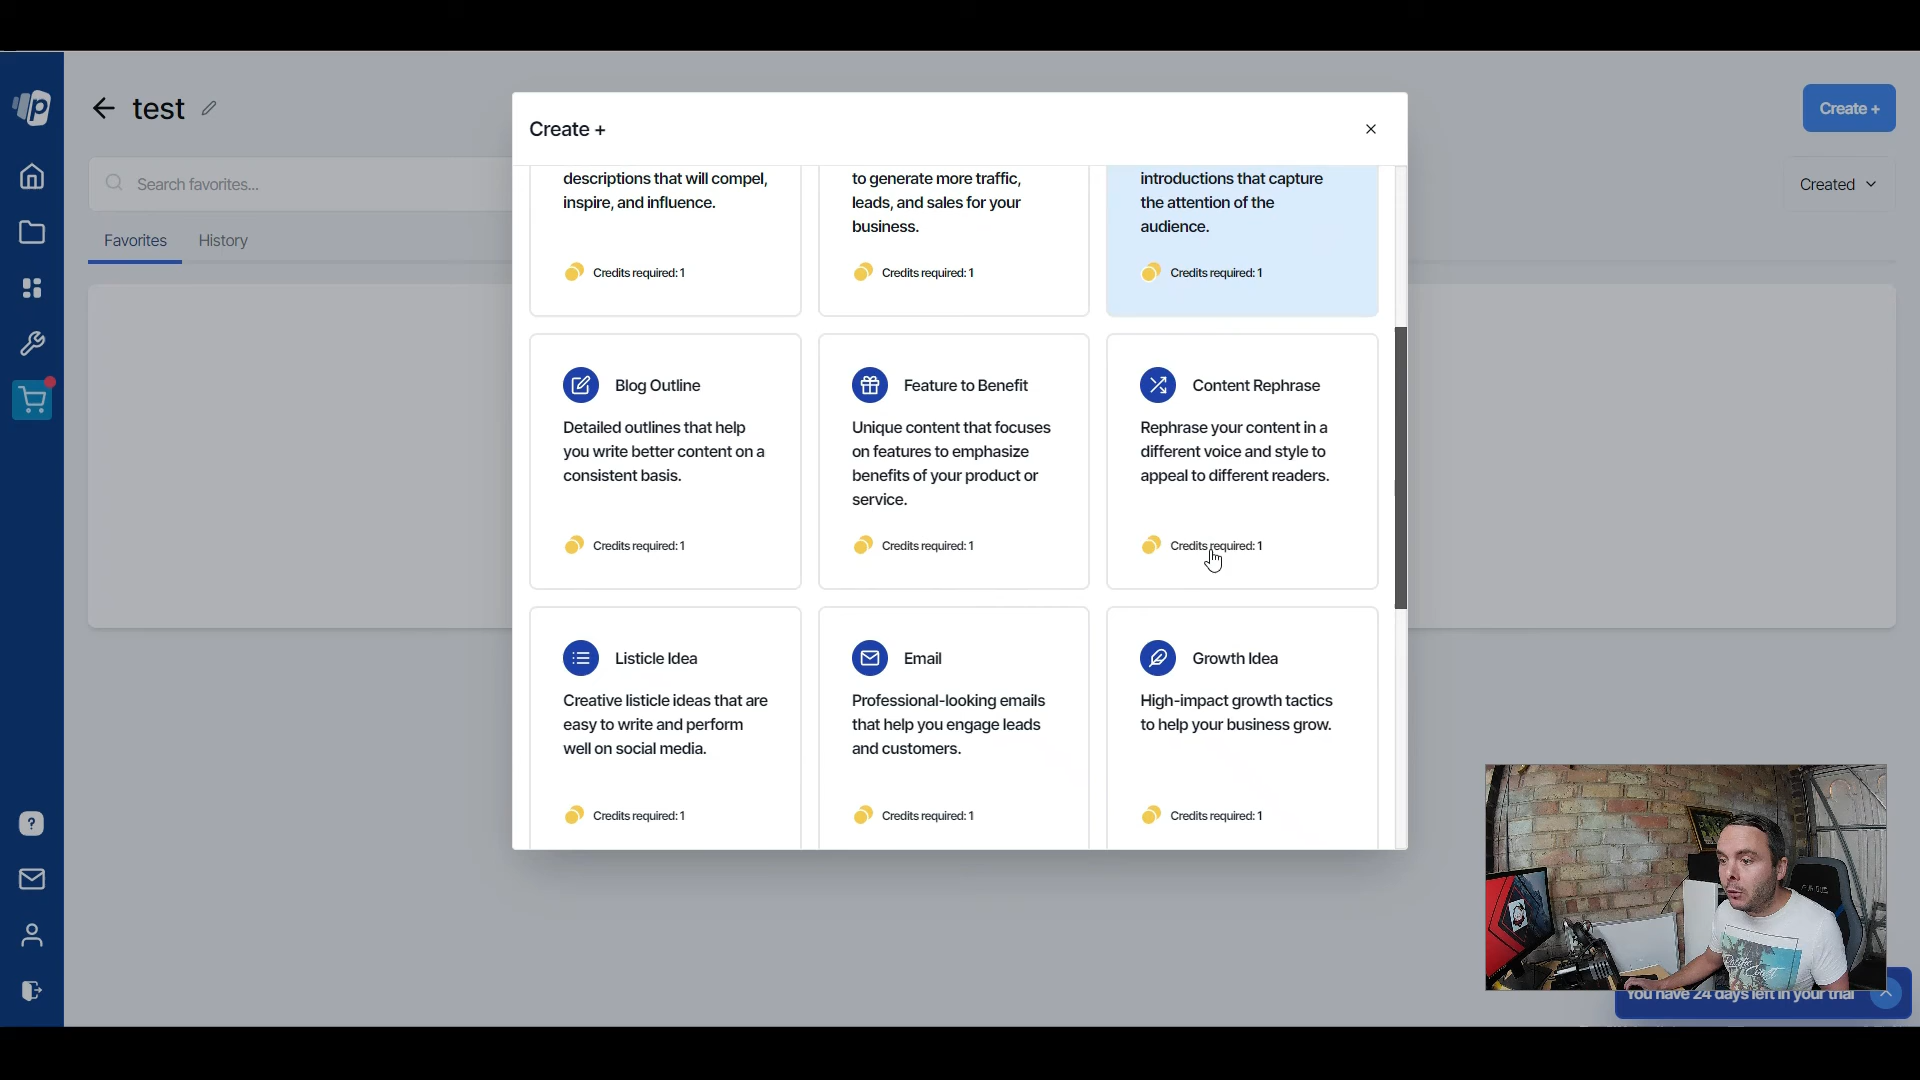 test
Create +
Search favorites...
Created
Favorites
History
Create +
descriptions that will compel,
inspire, and influence.
Credits required: 1
to generate more traffic,
leads, and sales for your
business.
Credits required: 1
introductions that capture
the attention of the
audience.
Credits required: 1
Blog Outline
Detailed outlines that help
you write better content on a
consistent basis.
Credits required: 1
Feature to Benefit
Unique content that focuses
on features to emphasize
benefits of your product or
service.
Credits required: 1
Content Rephrase
Rephrase your content in a
different voice and style to
appeal to different readers.
Credits required: 1
Listicle Idea
Creative listicle ideas that are
easy to write and perform
well on social media.
Credits required: 1
Email
Professional-looking emails
that help you engage leads
and customers.
Credits required: 1
Growth Idea
High-impact growth tactics
to help your business grow.
Credits required: 1
You have 24 days left in your trial